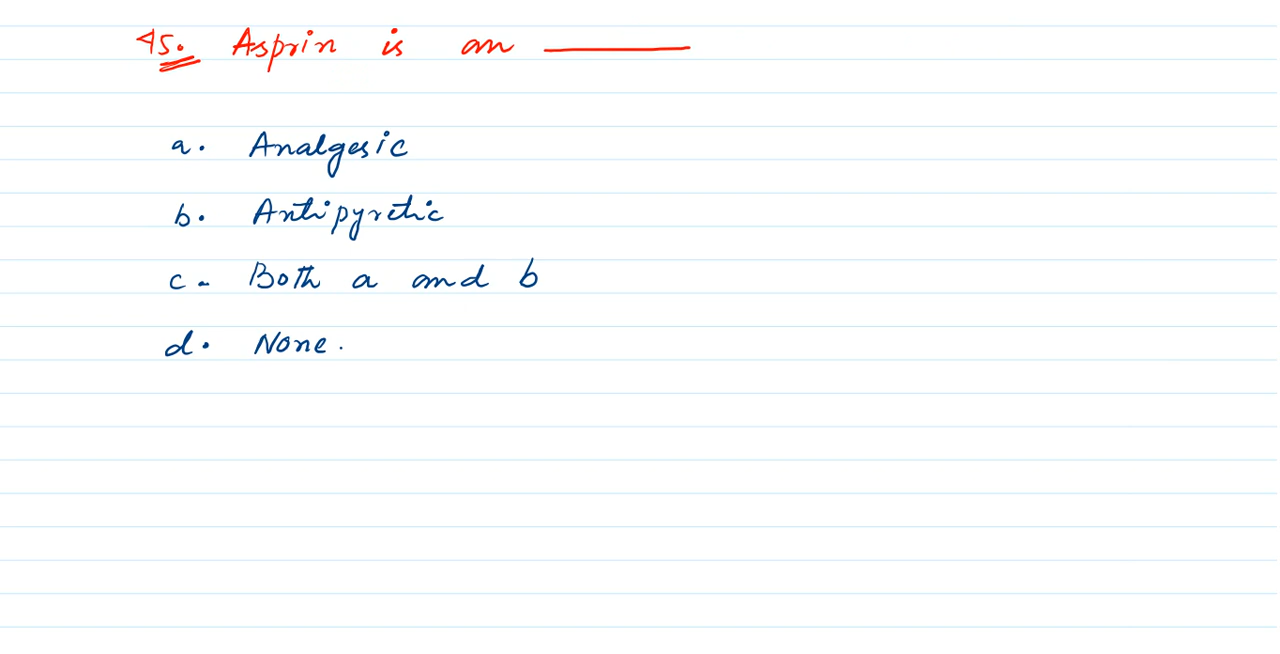 45. Asprin is an ______
a. Analgesic
b. Antipyretic
c. Both a and b
d. None.